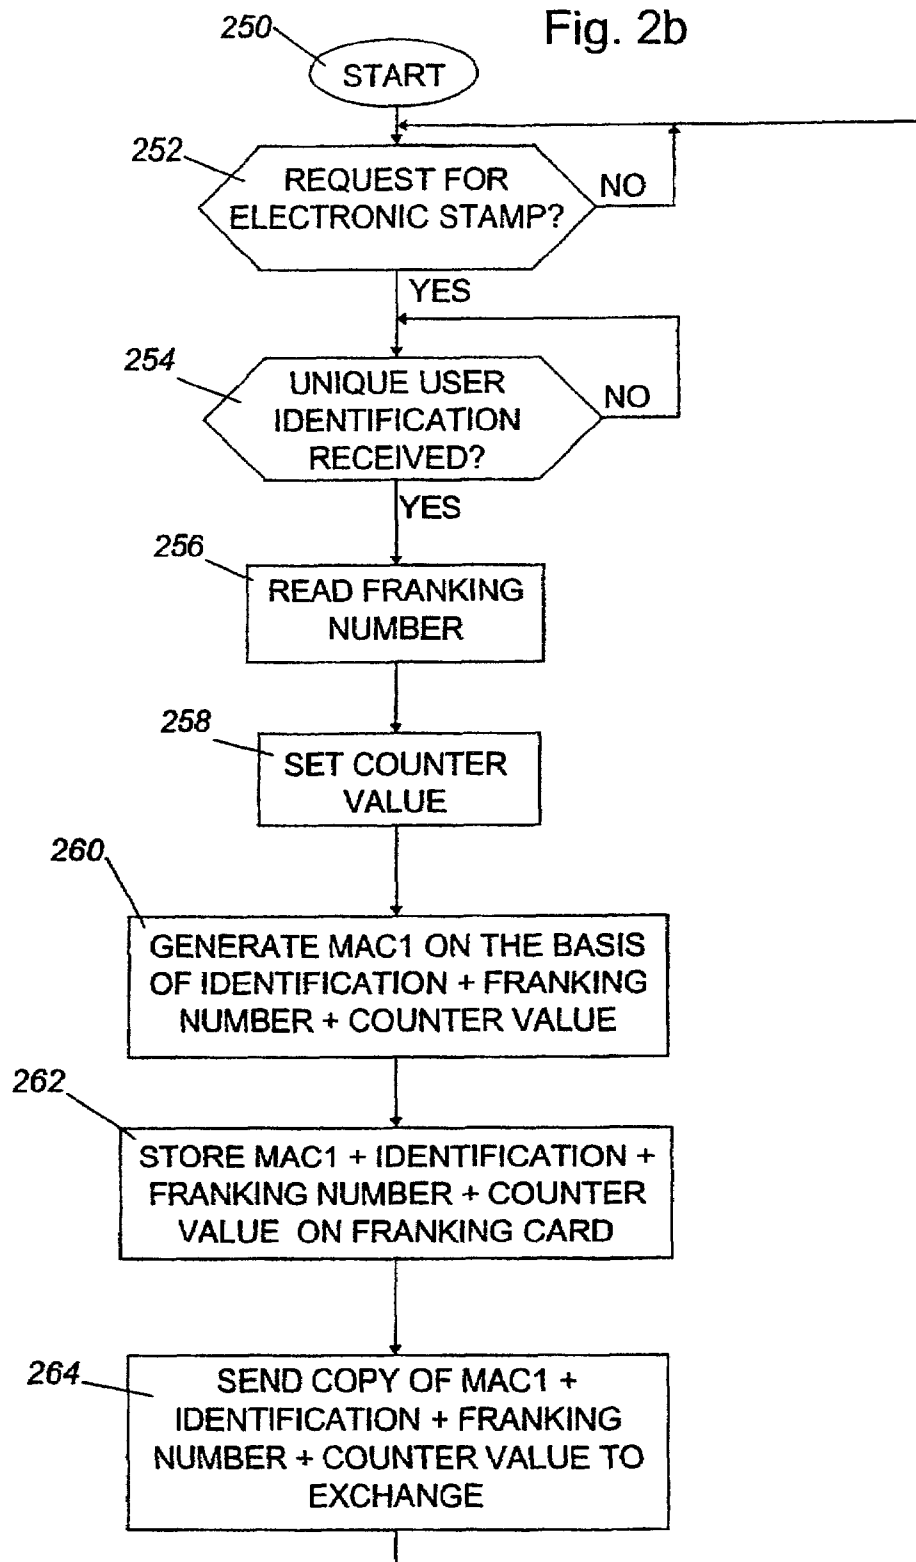 Fig. 2b
250
START
252
REQUEST FOR
ELECTRONIC STAMP?
NO
YES
254
UNIQUE USER
IDENTIFICATION
RECEIVED?
NO
YES
256
READ FRANKING
NUMBER
258
SET COUNTER
VALUE
260
GENERATE MAC1 ON THE BASIS
OF IDENTIFICATION + FRANKING
NUMBER + COUNTER VALUE
262
STORE MAC1 + IDENTIFICATION +
FRANKING NUMBER + COUNTER
VALUE ON FRANKING CARD
264
SEND COPY OF MAC1 +
IDENTIFICATION + FRANKING
NUMBER + COUNTER VALUE TO
EXCHANGE